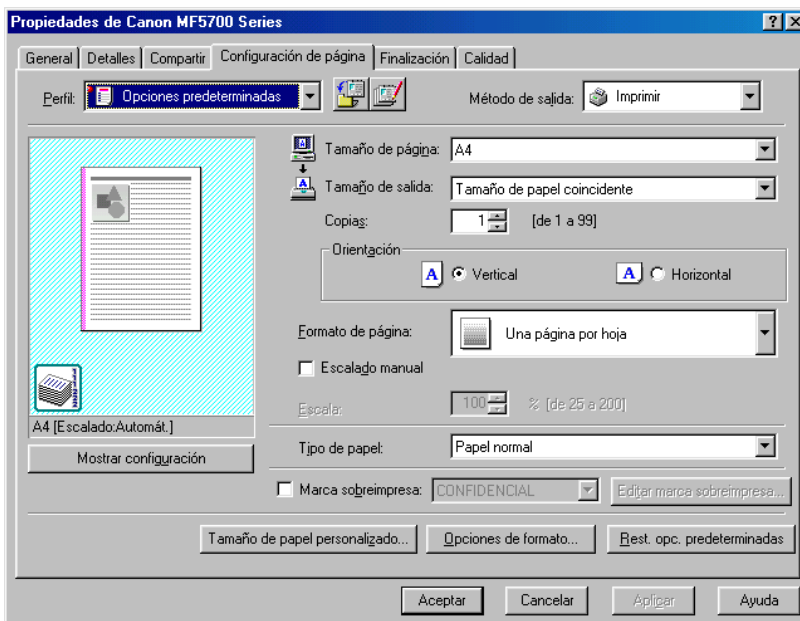 Propiedades de Canon MF5700 Series
General Detalles Compartir Configuración de página Finalización Calidad
Perfil: Opciones predeterminadas Método de salida: Imprimir
Tamaño de página: A4
Tamaño de salida: Tamaño de papel coincidente
Copias: 1 [de 1 a 99]
Orientación
A Vertical A Horizontal
Formato de página: Una página por hoja
Escalado manual
Escala: 100 % [de 25 a 200]
A4 [Escalado:Automát.]
Mostrar configuración
Tipo de papel: Papel normal
Marca sobreimpresa: CONFIDENCIAL Editar marca sobreimpresa...
Tamaño de papel personalizado... Opciones de formato... Rest. opc. predeterminadas
Aceptar Cancelar Aplicar Ayuda